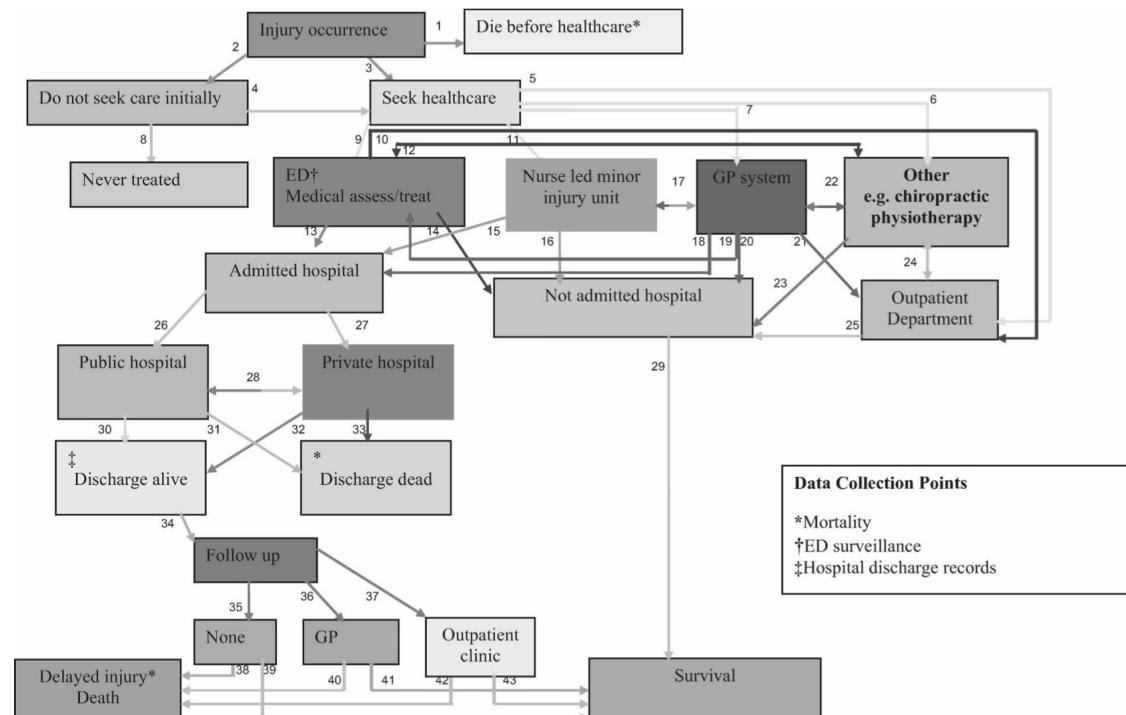 Injury occurrence
1
Die before healthcare*
2
3
Do not seek care initially
4
Seek healthcare
5
6
7
8
9
10
11
12
Never treated
ED†
Medical assess/treat
Nurse led minor
injury unit
17
GP system
22
Other
e.g. chiropractic
physiotherapy
13
14
15
16
18
19
20
21
Admitted hospital
Not admitted hospital
23
24
Outpatient
Department
25
26
27
Public hospital
28
Private hospital
29
30
31
32
33
‡
Discharge alive
*
Discharge dead
Data Collection Points
*Mortality
†ED surveillance
‡Hospital discharge records
34
Follow up
35
36
37
None
GP
Outpatient
clinic
38
39
40
41
42
43
Delayed injury*
Death
Survival